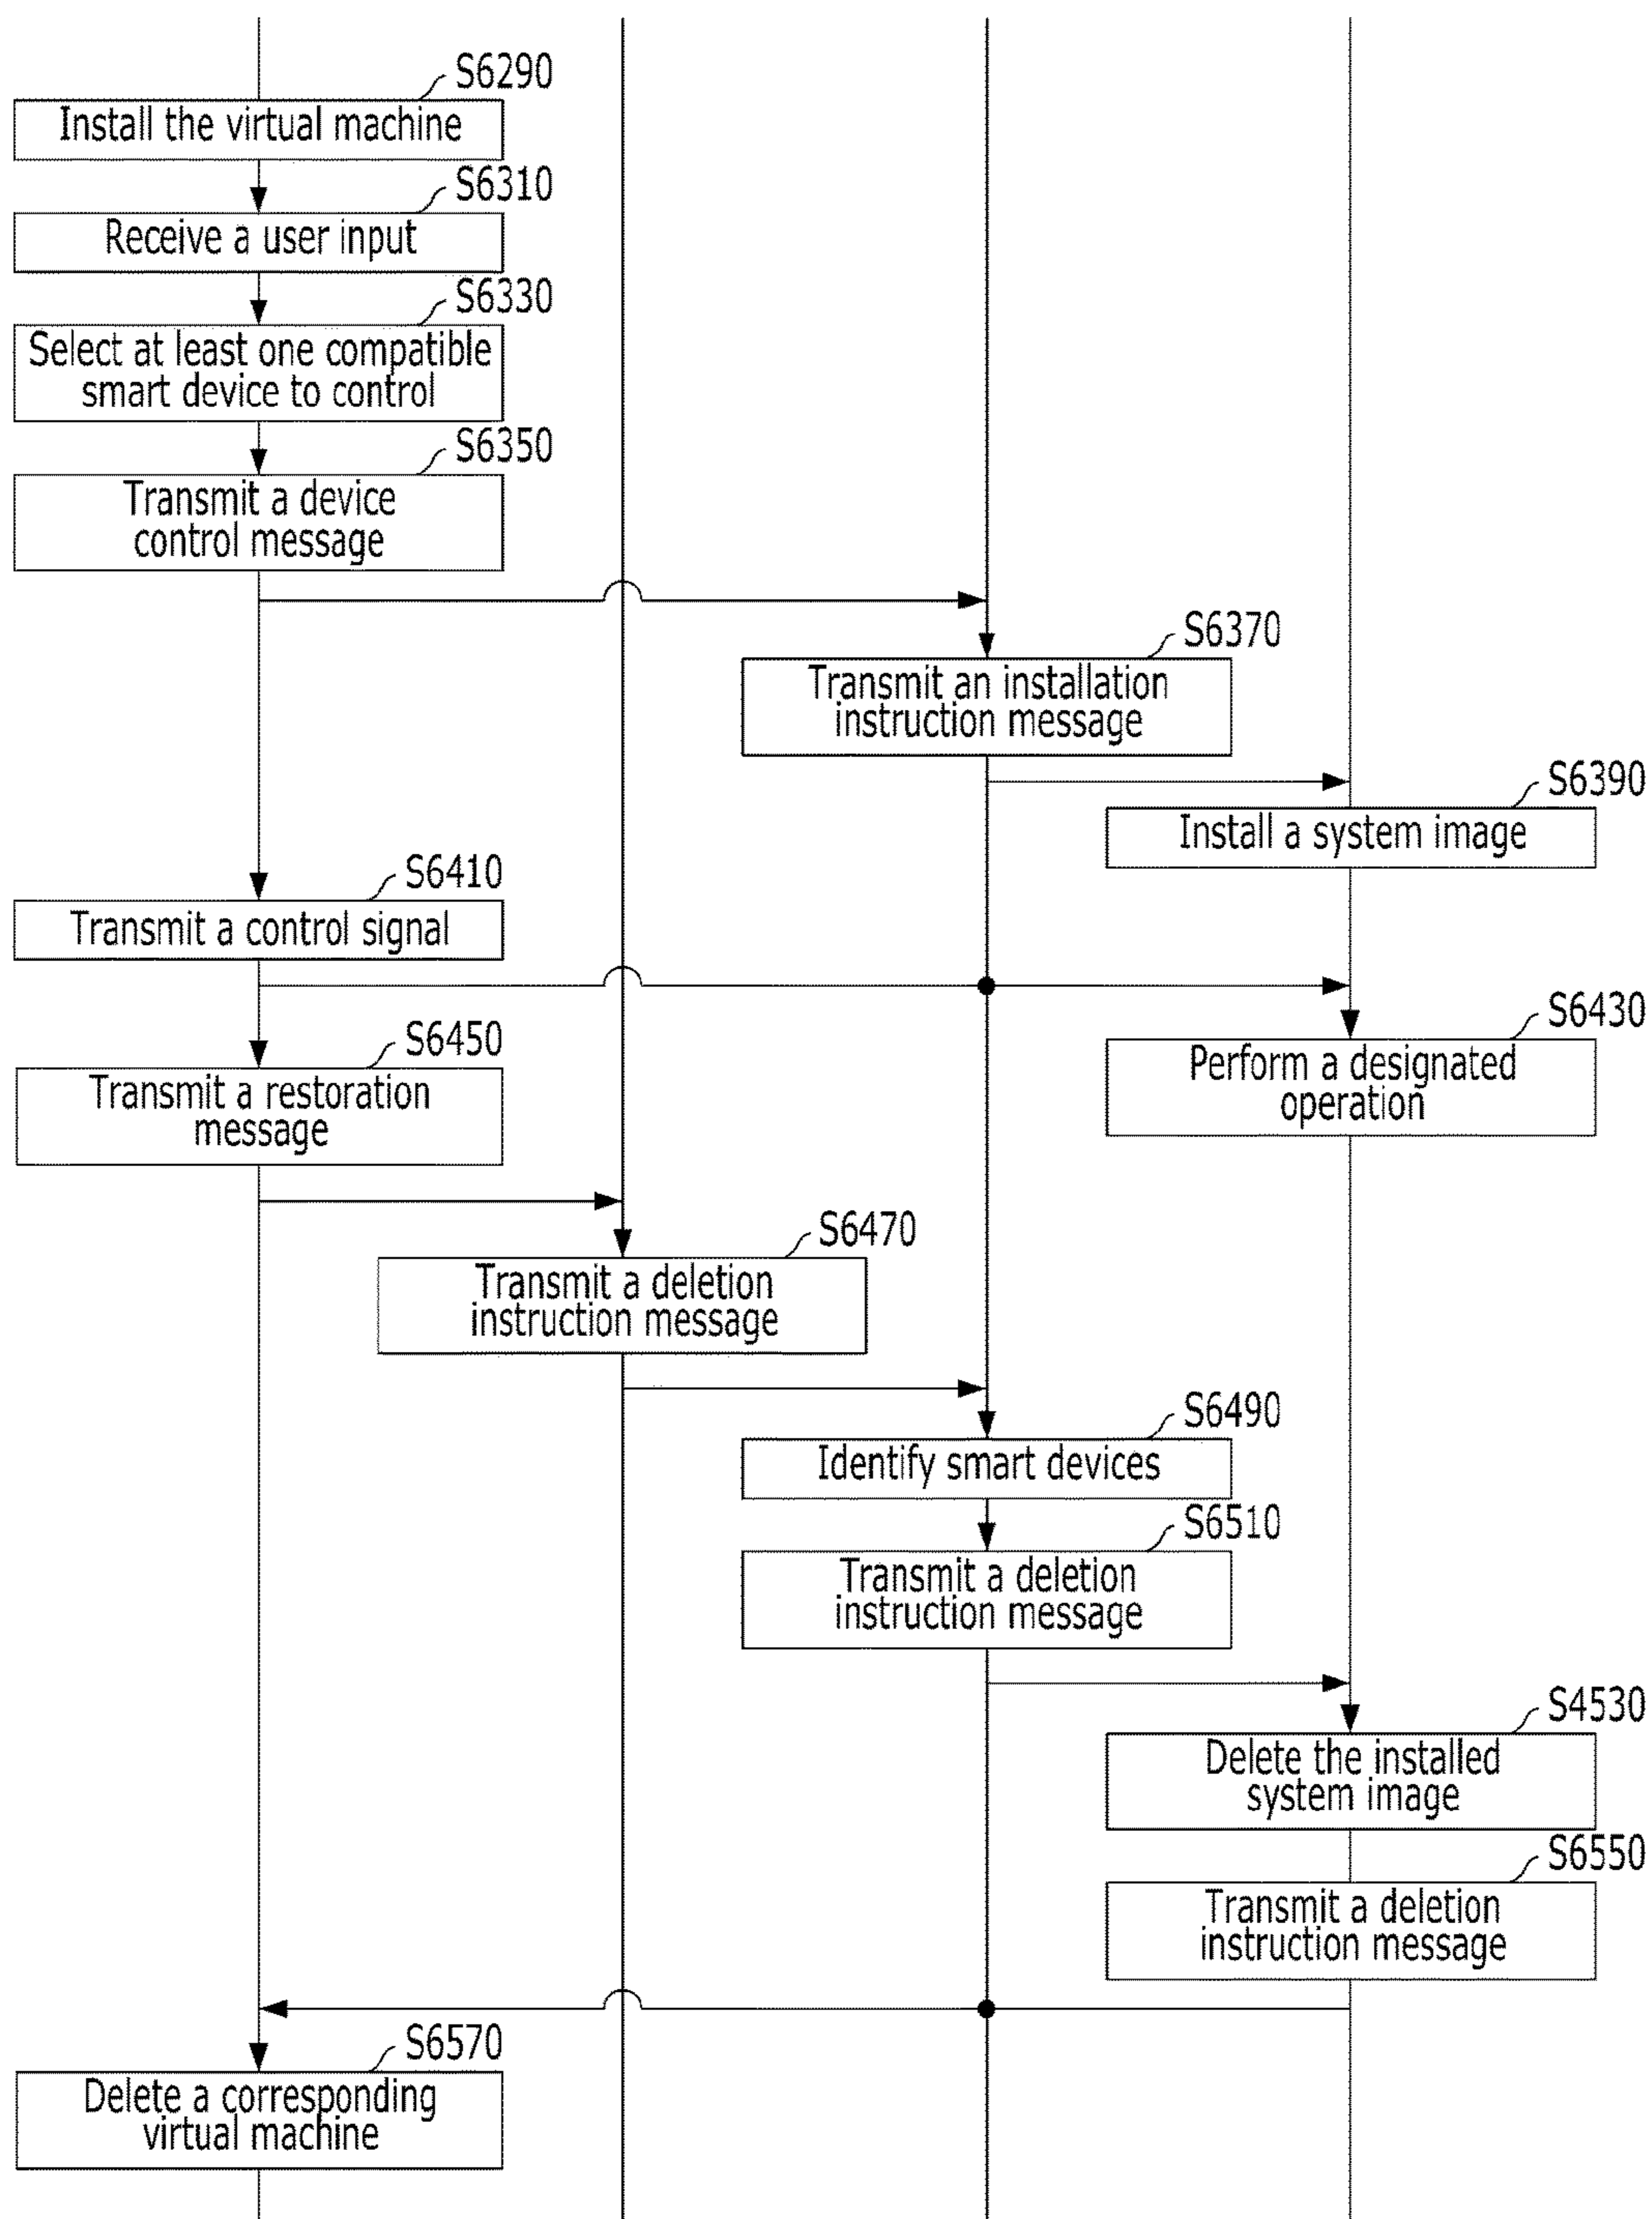 S6290
Install the virtual machine
S6310
Receive a user input
S6330
Select at least one compatible
smart device to control
S6350
Transmit a device
control message
S6370
Transmit an installation
instruction message
S6390
Install a system image
S6410
Transmit a control signal
S6430
Perform a designated
operation
S6450
Transmit a restoration
message
S6470
Transmit a deletion
instruction message
S6490
Identify smart devices
S6510
Transmit a deletion
instruction message
S4530
Delete the installed
system image
S6550
Transmit a deletion
instruction message
S6570
Delete a corresponding
virtual machine